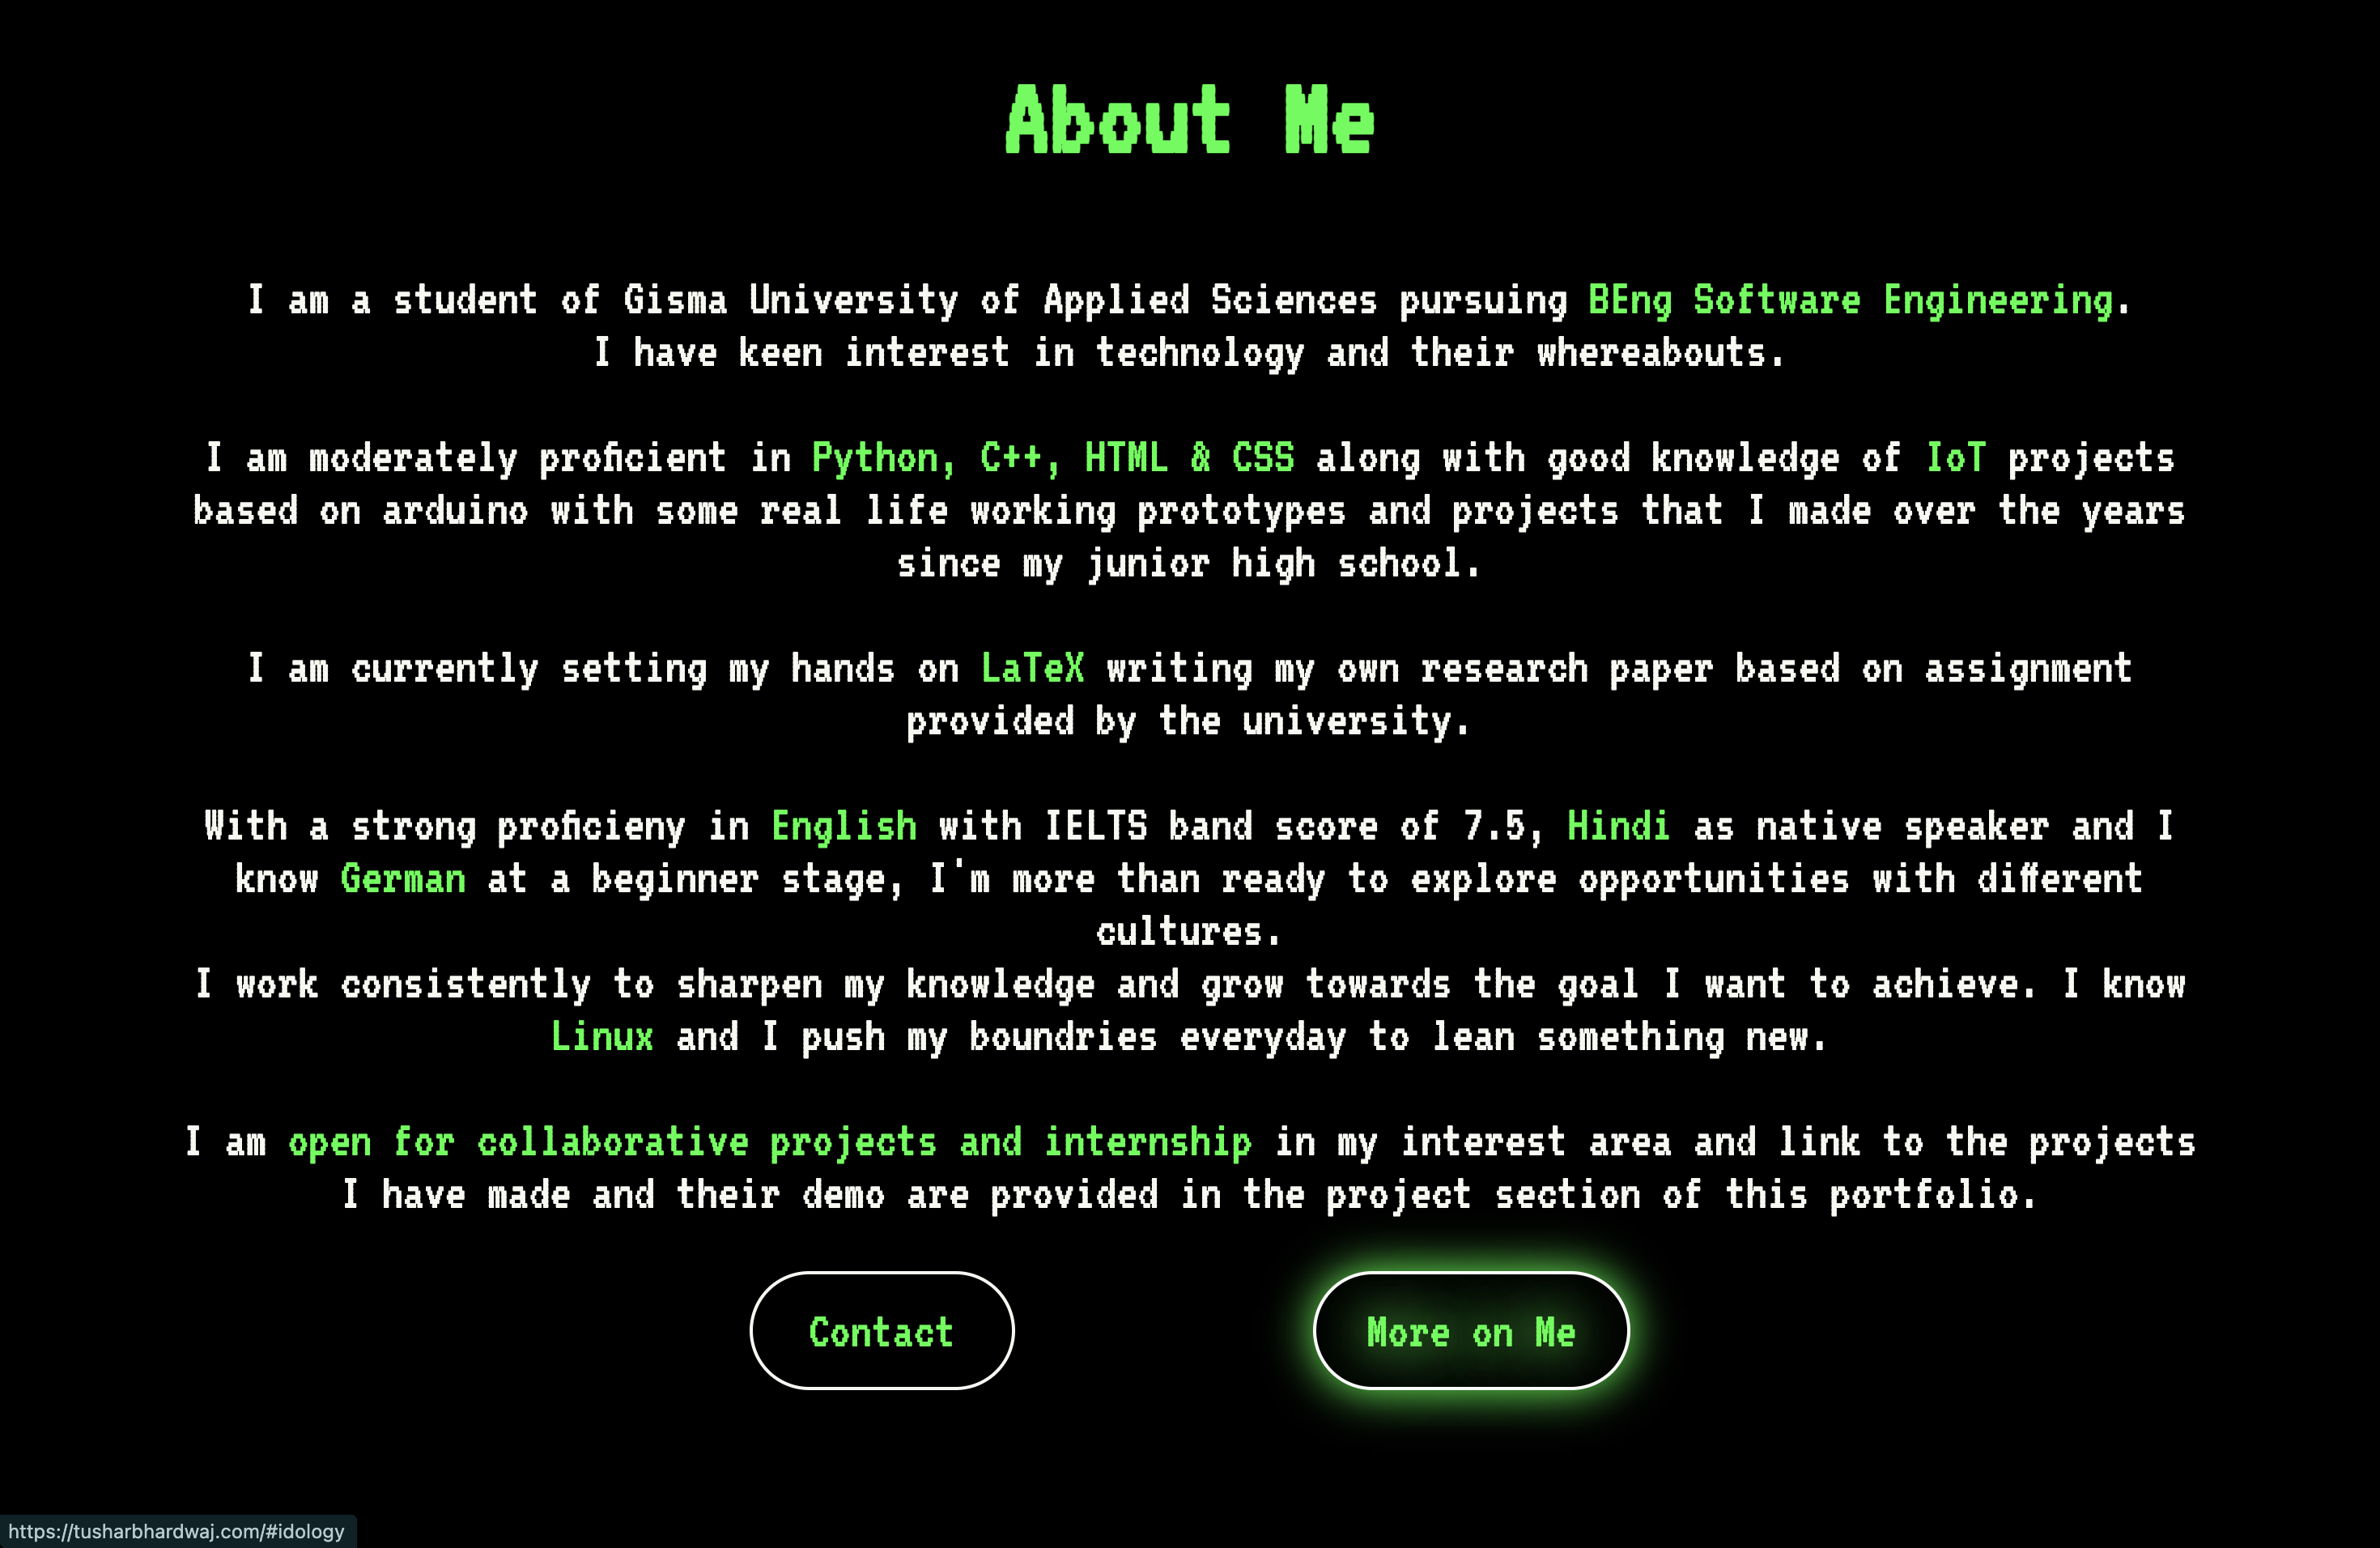 About Me
I am a student of Gisma University of Applied Sciences pursuing BEng Software Engineering.
I have keen interest in technology and their whereabouts.
I am moderately proficient in Python, C++, HTML & CSS along with good knowledge of IoT projects
based on arduino with some real life working prototypes and projects that I made over the years
since my junior high school.
I am currently setting my hands on LaTeX writing my own research paper based on assignment
provided by the university.
With a strong proficieny in English with IELTS band score of 7.5, Hindi as native speaker and I
know German at a beginner stage, I'm more than ready to explore opportunities with different
cultures.
I work consistently to sharpen my knowledge and grow towards the goal I want to achieve. I know
Linux and I push my boundries everyday to lean something new.
I am open for collaborative projects and internship in my interest area and link to the projects
I have made and their demo are provided in the project section of this portfolio.
Contact
More on Me
https://tusharbhardwaj.com/#idology